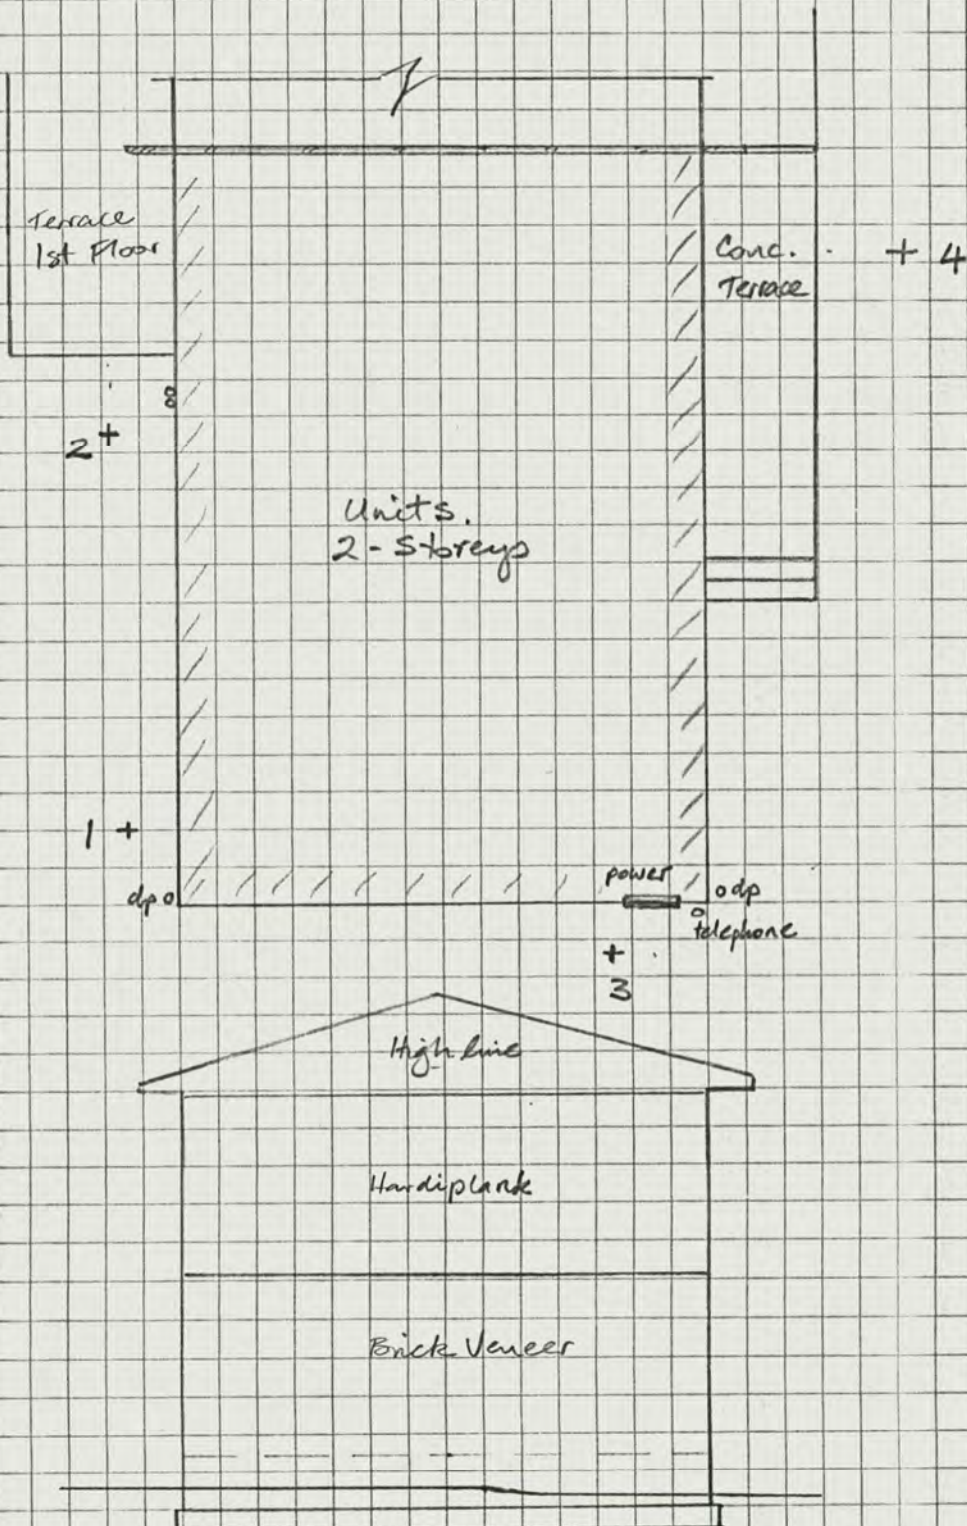 Terrace
1st Floor
Conc.
Terrace
+ 4
2 +
8
Units.
2-Storeys
1 +
dp o
power
o dp
telephone
+
3
High line
Hardiplank
Brick Veneer